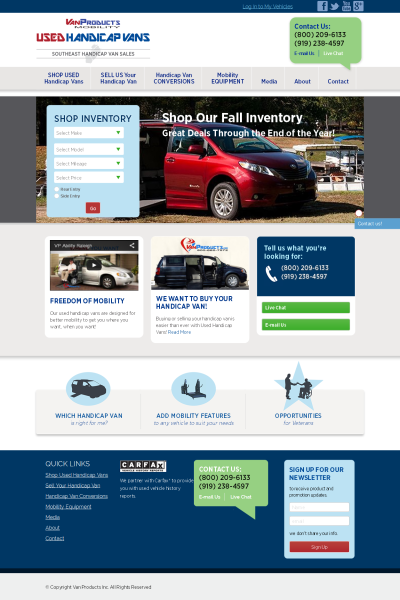 Log in to My Vehicles
VANPRODUCTS
MOBILITY
USED HANDICAP VANS
SOUTHEAST HANDICAP VAN SALES
Contact Us:
(800) 209-6133
(919) 238-4597
E-mail Us
Live Chat
SHOP USED
Handicap Vans
SELL US Your
Handicap Van
Handicap Van
CONVERSIONS
Mobility
EQUIPMENT
Media
About
Contact
SHOP INVENTORY
Select Make
Select Model
Select Mileage
Select Price
Rear Entry
Side Entry
Go
Shop Our Fall Inventory
Great Deals Through the End of the Year!
Contact us!
VP Ability Raleigh
FREEDOM OF MOBILITY
Our used handicap vans are designed for
better mobility to get you where you
want, when you want!
VANPRODUCTS
WE WANT TO BUY YOUR
HANDICAP VAN!
Buying or selling your handicap van is
easier than ever with Used Handicap
Vans! Read More
Tell us what you're
looking for:
(800) 209-6133
(919) 238-4597
Live Chat
E-mail Us
WHICH HANDICAP VAN
is right for me?
ADD MOBILITY FEATURES
to any vehicle to suit your needs
OPPORTUNITIES
for Veterans
QUICK LINKS
Shop Used Handicap Vans
Sell Your Handicap Van
Handicap Van Conversions
Mobility Equipment
Media
About
Contact
CARFAX
VEHICLE HISTORY REPORTS
We partner with Carfax to provide
you with used vehicle history
reports.
CONTACT US:
(800) 209-6133
(919) 238-4597
E-mail Us
Live Chat
SIGN UP FOR OUR
NEWSLETTER
to receive product and
promotion updates.
we don't share your info.
Sign Up
© Copyright Van Products Inc. All Rights Reserved